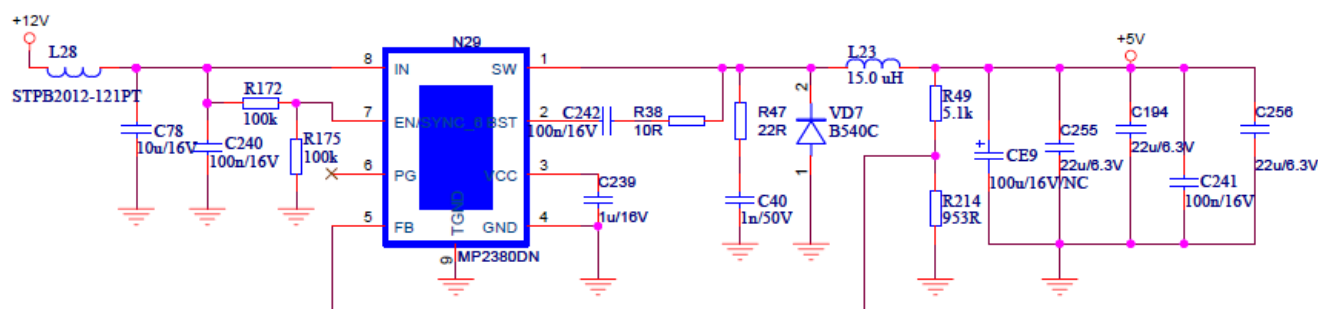 +12V
L28
STPB2012-121PT
C78
10u/16V
C240
100n/16V
R172
100k
R175
100k
N29
8
IN
SW
1
7
EN/SYNC_6
BST
2
6
PG
VCC
3
5
FB
GND
4
TGND
9
MP2380DN
C242
100n/16V
R38
10R
C239
1u/16V
R47
22R
C40
1n/50V
2
VD7
B540C
1
L23
15.0 uH
R49
5.1k
R214
953R
+5V
+
CE9
100u/16V/NC
C255
22u/6.3V
C194
22u/6.3V
C241
100n/16V
C256
22u/6.3V